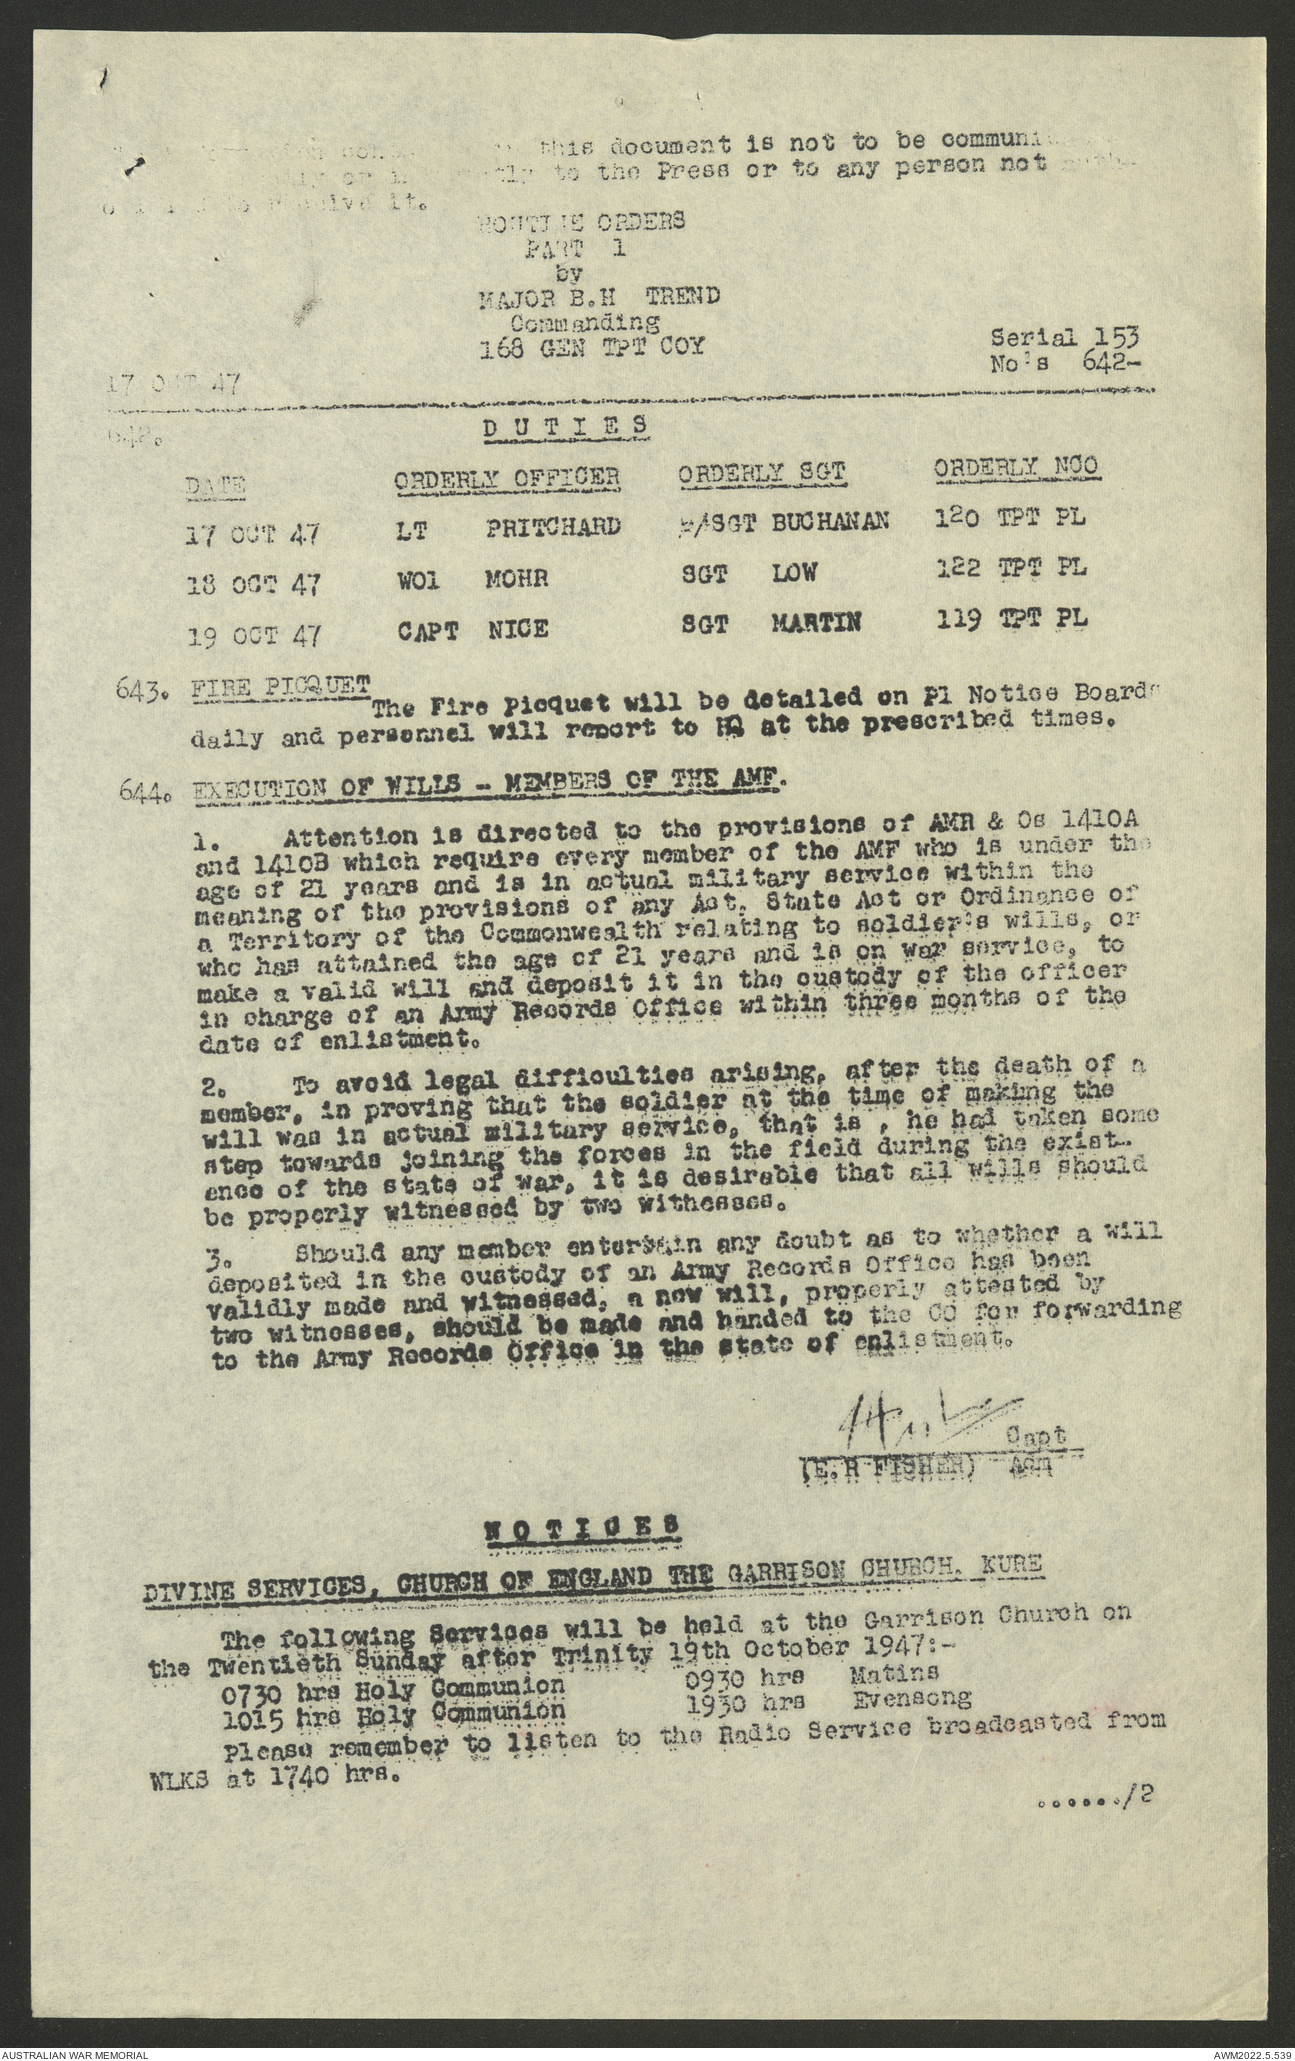 this document is not to be
to the Press or to any person not
it.
ROUTINE ORDERS
PART 1
by
MAJOR B.H TREND
Commanding
168 GEN TPT COY
Serial 153
No's 642-
17 OCT 47
642.
D U T I E S
DATE ORDERLY OFFICER ORDERLY SGT ORDERLY NCO
17 OCT 47 LT PRITCHARD SGT BUCHANAN 120 TPT PL
18 OCT 47 WO1 MOHR SGT LOW 122 TPT PL
19 OCT 47 CAPT NICE SGT MARTIN 119 TPT PL
643. FIRE PICQUET
The Fire Picquet will be detailed on Pl Notice Boards
daily and personnel will report to HQ at the prescribed times.
644. EXECUTION OF WILLS - MEMBERS OF THE AMF.
1. Attention is directed to the provisions of AMR & Os 1410A
and 1410B which require every member of the AMF who is under the
age of 21 years and is in actual military service within the
meaning of the provisions of any Act, State Act or Ordinance of
a Territory of the Commonwealth relating to soldier's wills, or
who has attained the age of 21 years and is on war service, to
make a valid will and deposit it in the custody of the officer
in charge of an Army Records Office within three months of the
date of enlistment.
2. To avoid legal difficulties arising, after the death of a
member, in proving that the soldier at the time of making the
will was in actual military service, that is , he had taken some
step towards joining the forces in the field during the exist-
ence of the state of war, it is desirable that all wills should
be properly witnessed by two witnesses.
3. Should any member entertain any doubt as to whether a will
deposited in the custody of an Army Records Office has been
validly made and witnessed, a new will, properly attested by
two witnesses, should be made and handed to the CO for forwarding
to the Army Records Office in the state of enlistment.
Capt
(E.R FISHER) Adj
N O T I C E S
DIVINE SERVICES, CHURCH OF ENGLAND THE GARRISON CHURCH. KURE
The following Services will be held at the Garrison Church on
the Twentieth Sunday after Trinity 19th October 1947:-
0730 hrs Holy Communion 0930 hrs Matins
1015 hrs Holy Communion 1930 hrs Evensong
Please remember to listen to the Radio Service broadcasted from
WLKS at 1740 hrs.
....../2
AUSTRALIAN WAR MEMORIAL
AWM2022.5.539